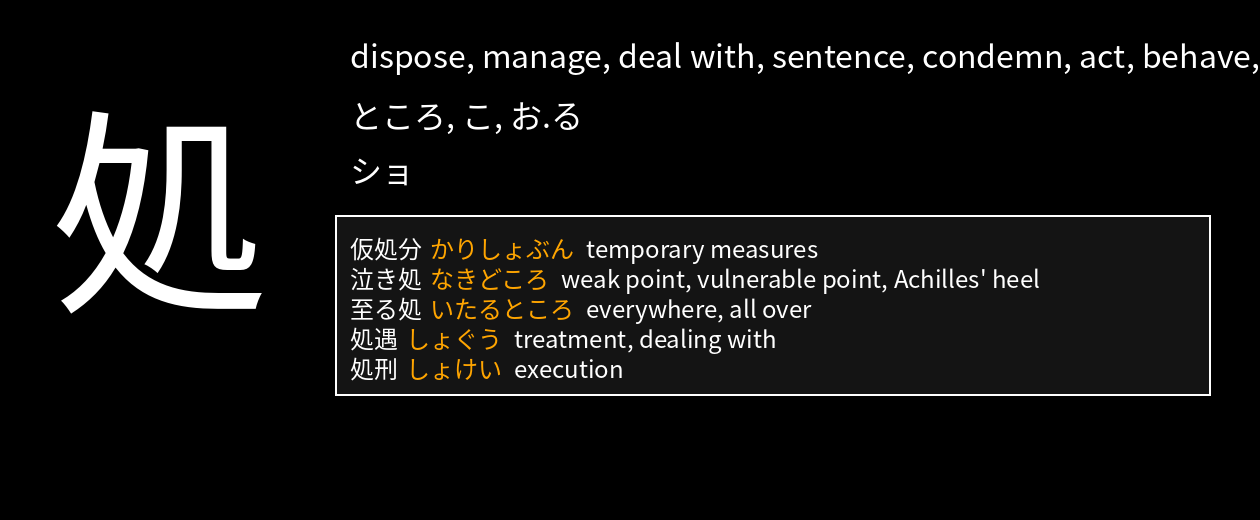 処
dispose, manage, deal with, sentence, condemn, act, behave,
ところ, こ, お.る
ショ
仮処分 かりしょぶん temporary measures
泣き処 なきどころ weak point, vulnerable point, Achilles' heel
至る処 いたるところ everywhere, all over
処遇 しょぐう treatment, dealing with
処刑 しょけい execution